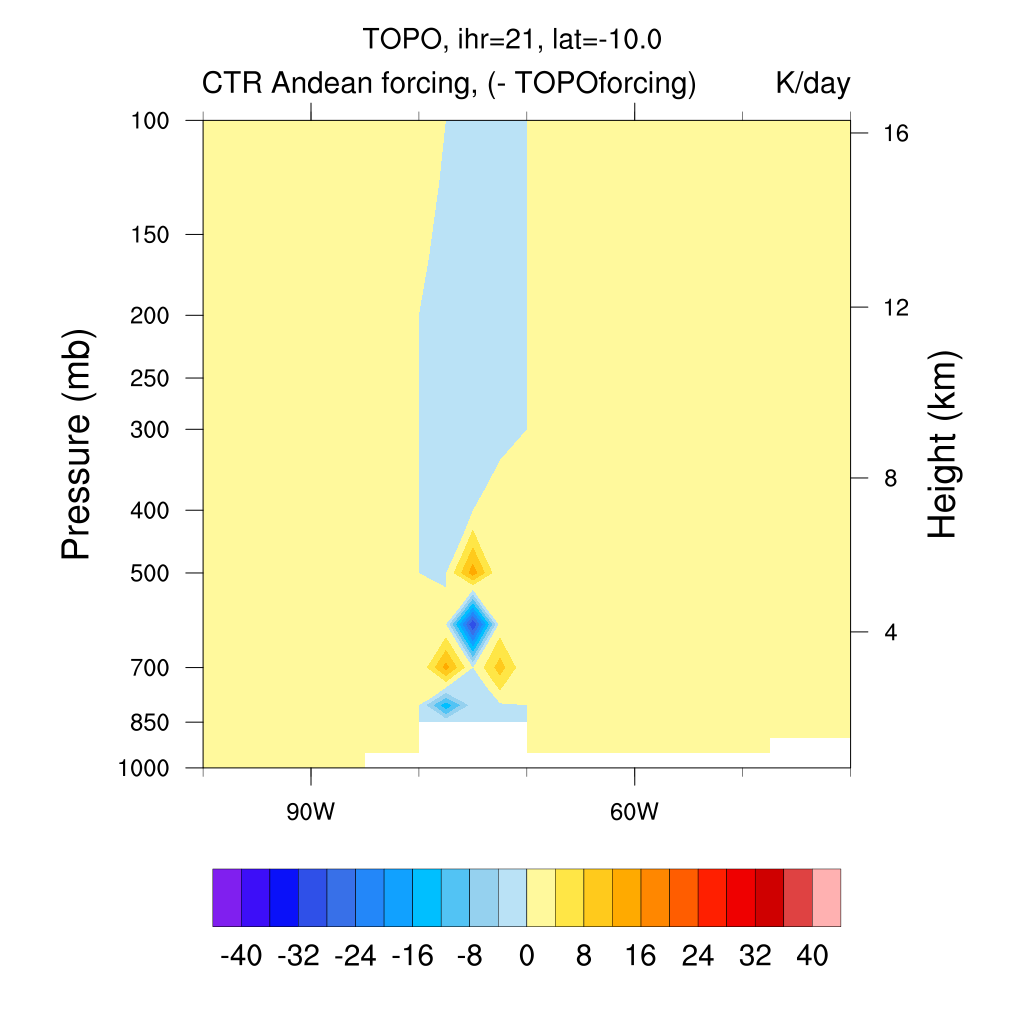 TOPO, ihr=21, lat=-10.0
CTR Andean forcing, (- TOPOforcing) K/day
100
150
200
250
300
400
500
700
850
1000
Pressure (mb)
16
12
8
4
Height (km)
90W 60W
-40 -32 -24 -16 -8 0 8 16 24 32 40